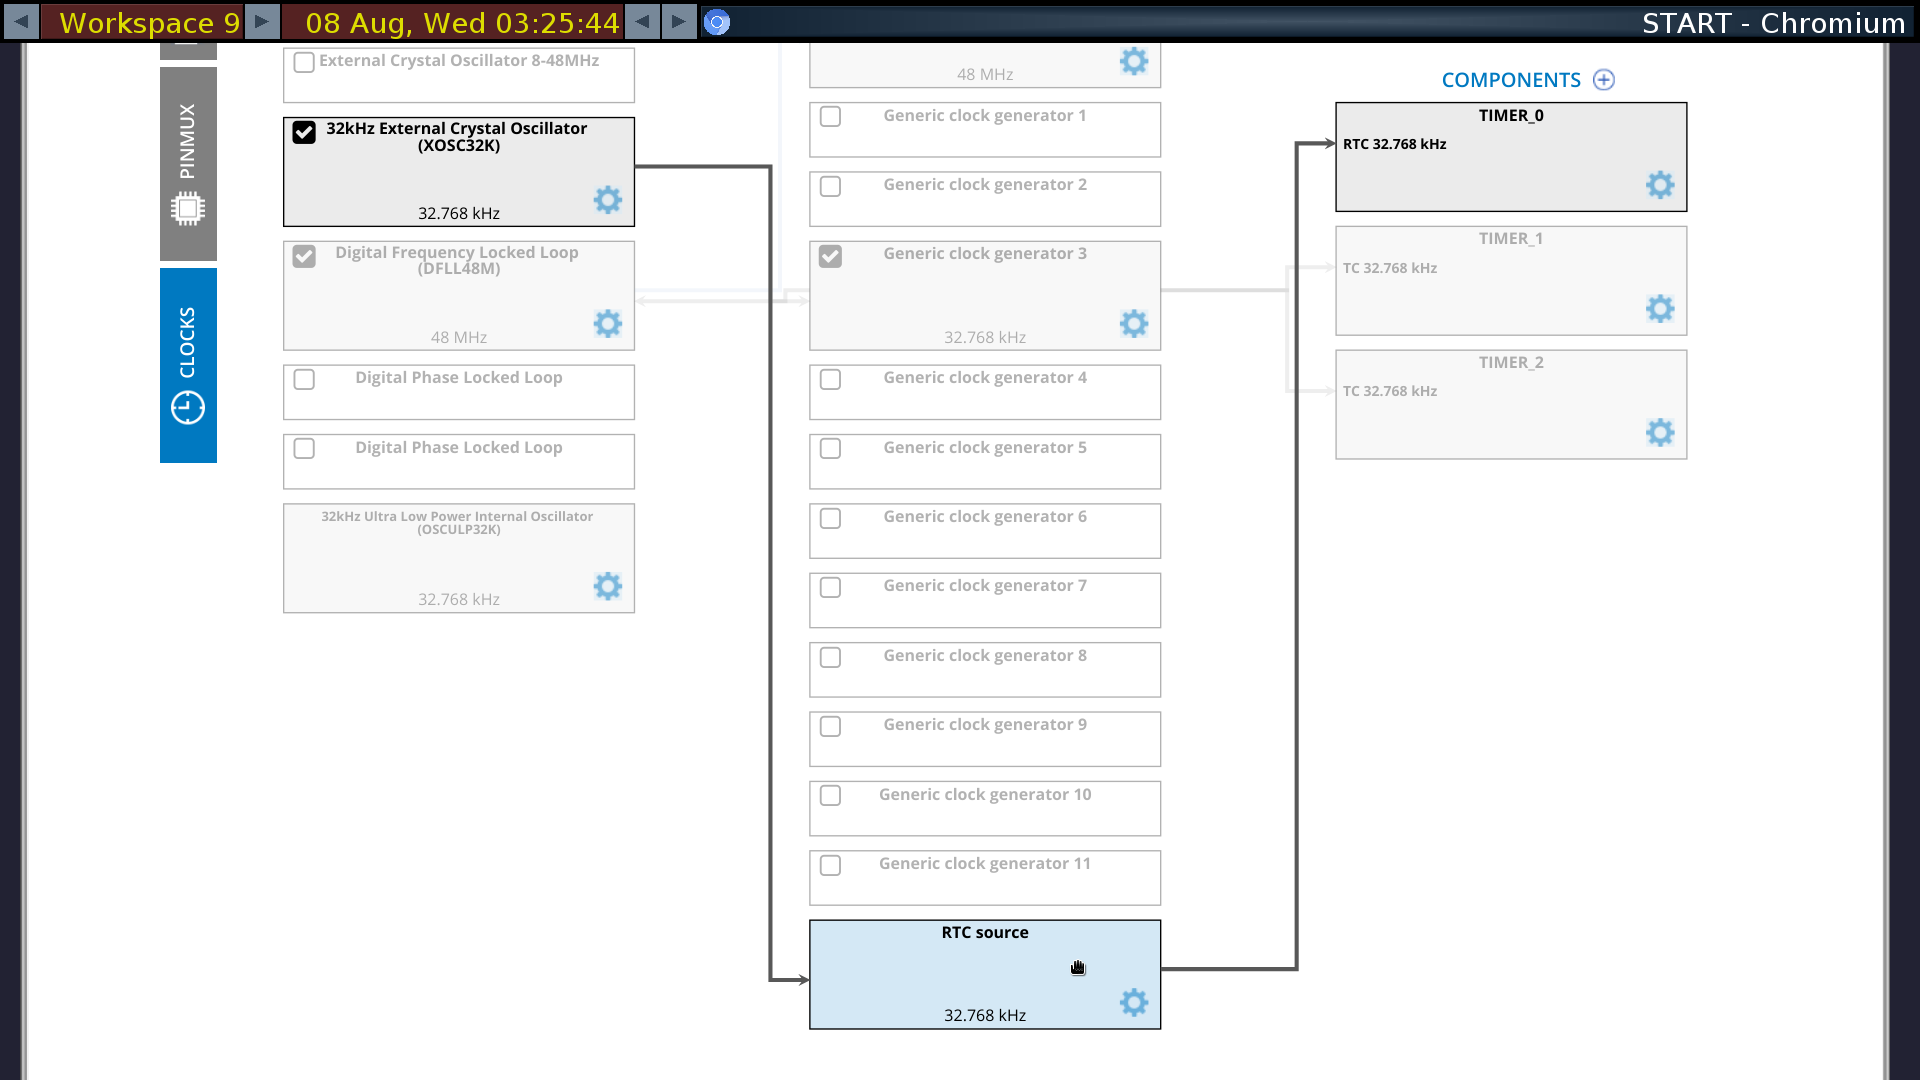 Workspace 9
08 Aug, Wed 03:25:44
START - Chromium
PINMUX
CLOCKS
External Crystal Oscillator 8-48MHz
32kHz External Crystal Oscillator
(XOSC32K)
32.768 kHz
Digital Frequency Locked Loop
(DFLL48M)
48 MHz
Digital Phase Locked Loop
Digital Phase Locked Loop
32kHz Ultra Low Power Internal Oscillator
(OSCULP32K)
32.768 kHz
48 MHz
Generic clock generator 1
Generic clock generator 2
Generic clock generator 3
32.768 kHz
Generic clock generator 4
Generic clock generator 5
Generic clock generator 6
Generic clock generator 7
Generic clock generator 8
Generic clock generator 9
Generic clock generator 10
Generic clock generator 11
RTC source
32.768 kHz
COMPONENTS
TIMER_0
RTC 32.768 kHz
TIMER_1
TC 32.768 kHz
TIMER_2
TC 32.768 kHz